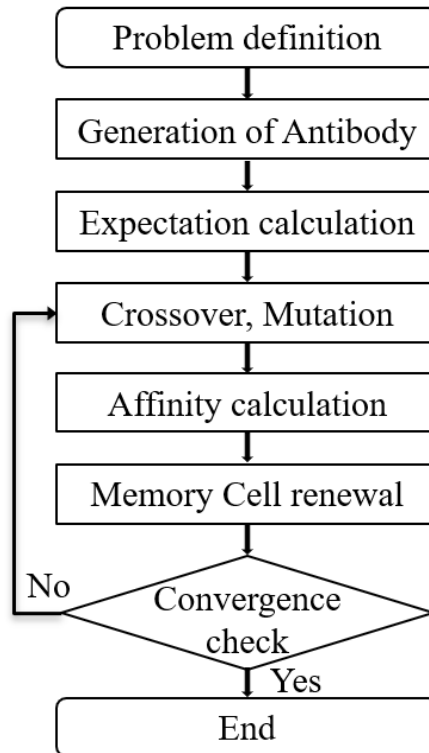 Problem definition
Generation of Antibody
Expectation calculation
Crossover, Mutation
Affinity calculation
Memory Cell renewal
No
Convergence
check
Yes
End